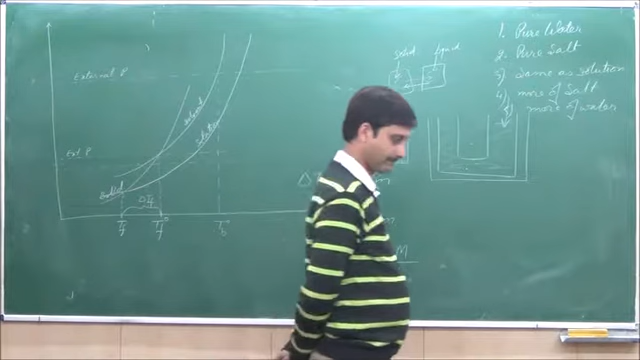 External P
Ext P
Solid
solvent
solution
ΔTf
Tf
Tf°
Tb°
solid
liquid
M
1. Pure Water
2. Pure Salt
3) Same as solution
4) more of Salt
5) more of water